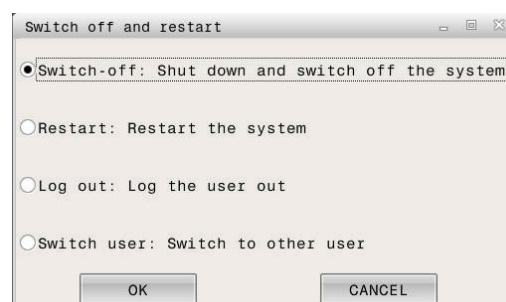 Switch off and restart
Switch-off: Shut down and switch off the system
Restart: Restart the system
Log out: Log the user out
Switch user: Switch to other user
OK CANCEL